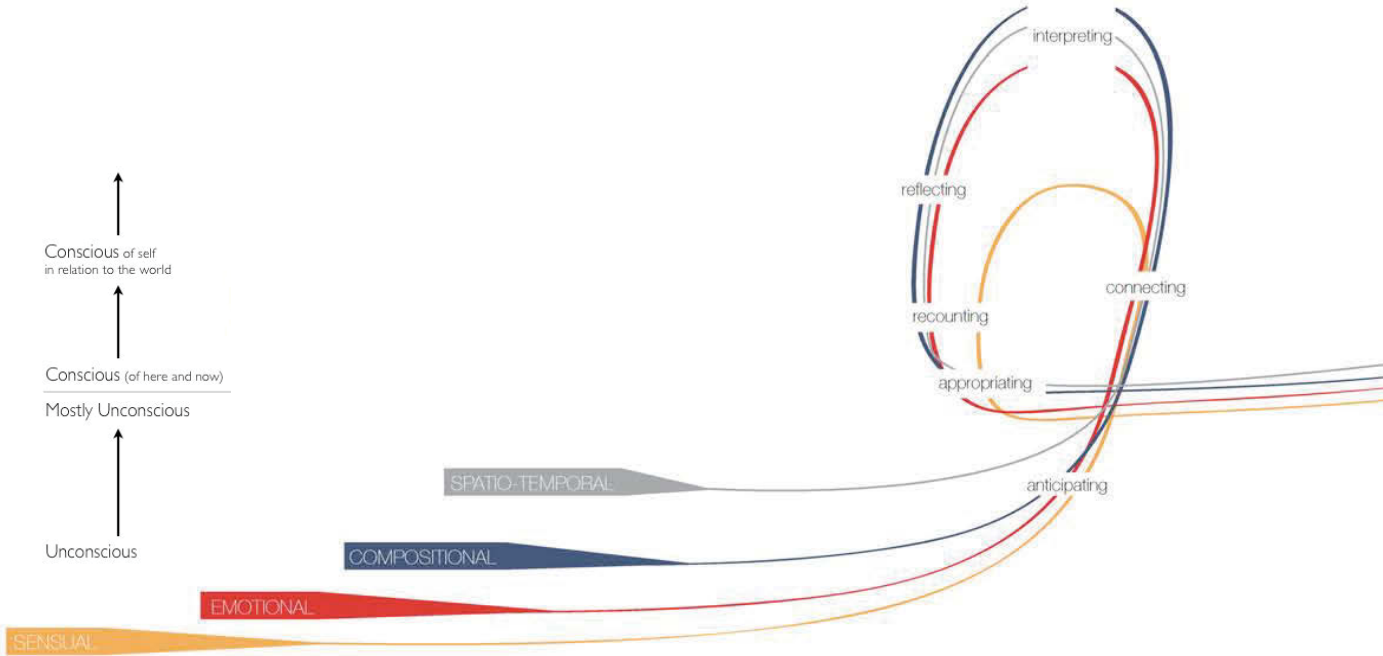 interpreting
reflecting
Conscious of self
in relation to the world
connecting
recounting
Conscious (of here and now)
appropriating
Mostly Unconscious
SPATIO-TEMPORAL
anticipating
Unconscious
COMPOSITIONAL
EMOTIONAL
SENSUAL